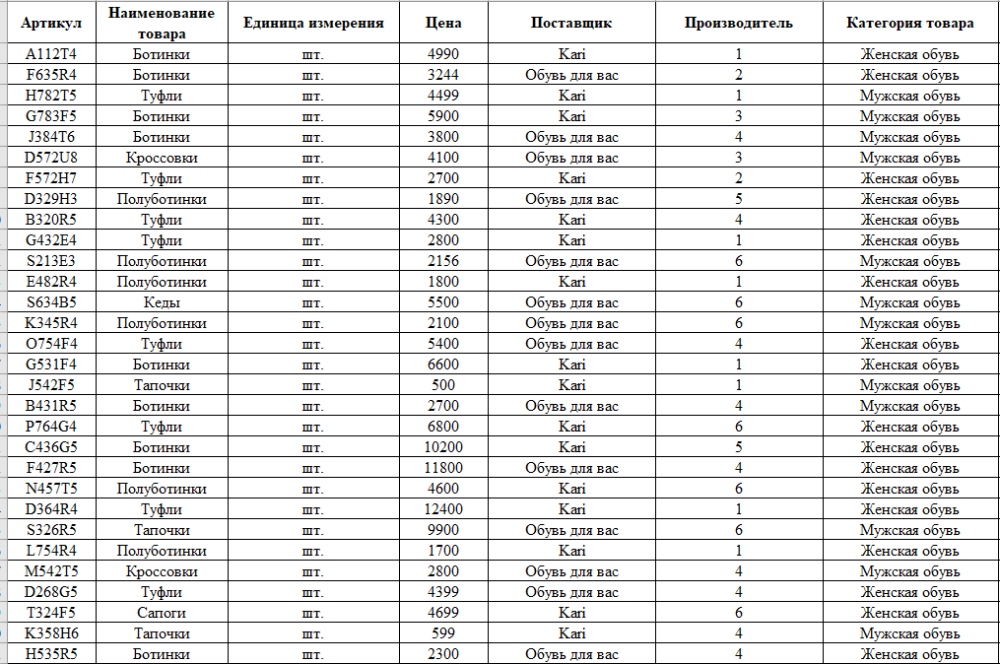 Артикул Наименование товара Единица измерения Цена Поставщик Производитель Категория товара
A112T4 Ботинки шт. 4990 Kari 1 Женская обувь
F635R4 Ботинки шт. 3244 Обувь для вас 2 Женская обувь
H782T5 Туфли шт. 4499 Kari 1 Мужская обувь
G783F5 Ботинки шт. 5900 Kari 3 Мужская обувь
J384T6 Ботинки шт. 3800 Обувь для вас 4 Мужская обувь
D572U8 Кроссовки шт. 4100 Обувь для вас 3 Мужская обувь
F572H7 Туфли шт. 2700 Kari 2 Женская обувь
D329H3 Полуботинки шт. 1890 Обувь для вас 5 Женская обувь
B320R5 Туфли шт. 4300 Kari 4 Женская обувь
G432E4 Туфли шт. 2800 Kari 1 Женская обувь
S213E3 Полуботинки шт. 2156 Обувь для вас 6 Мужская обувь
E482R4 Полуботинки шт. 1800 Kari 1 Женская обувь
S634B5 Кеды шт. 5500 Обувь для вас 6 Мужская обувь
K345R4 Полуботинки шт. 2100 Обувь для вас 6 Мужская обувь
O754F4 Туфли шт. 5400 Обувь для вас 4 Женская обувь
G531F4 Ботинки шт. 6600 Kari 1 Женская обувь
J542F5 Тапочки шт. 500 Kari 1 Мужская обувь
B431R5 Ботинки шт. 2700 Обувь для вас 4 Мужская обувь
P764G4 Туфли шт. 6800 Kari 6 Женская обувь
C436G5 Ботинки шт. 10200 Kari 5 Женская обувь
F427R5 Ботинки шт. 11800 Обувь для вас 4 Женская обувь
N457T5 Полуботинки шт. 4600 Kari 6 Женская обувь
D364R4 Туфли шт. 12400 Kari 1 Женская обувь
S326R5 Тапочки шт. 9900 Обувь для вас 6 Мужская обувь
L754R4 Полуботинки шт. 1700 Kari 1 Женская обувь
M542T5 Кроссовки шт. 2800 Обувь для вас 4 Мужская обувь
D268G5 Туфли шт. 4399 Обувь для вас 4 Женская обувь
T324F5 Сапоги шт. 4699 Kari 6 Женская обувь
K358H6 Тапочки шт. 599 Kari 4 Мужская обувь
H535R5 Ботинки шт. 2300 Обувь для вас 4 Женская обувь